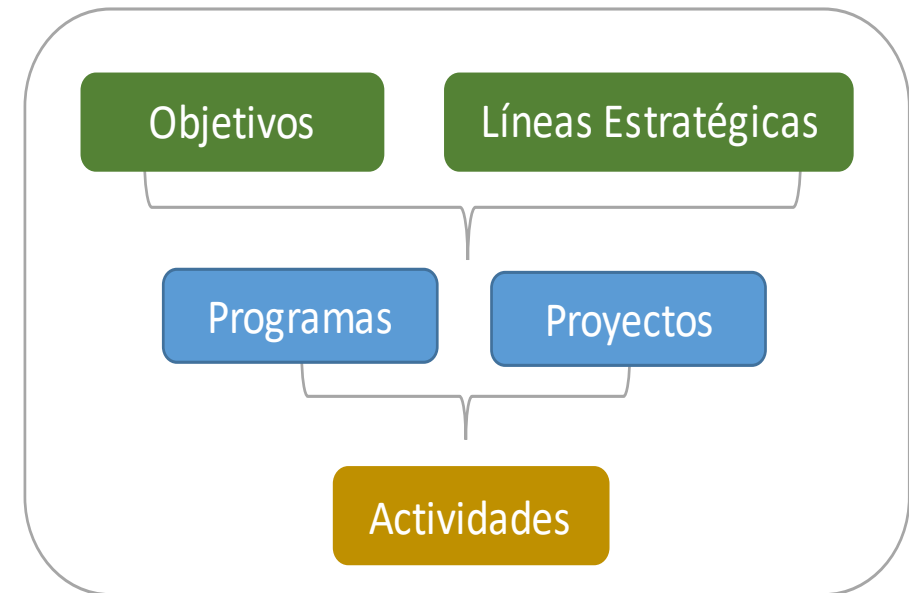 Objetivos
Líneas Estratégicas
Programas
Proyectos
Actividades